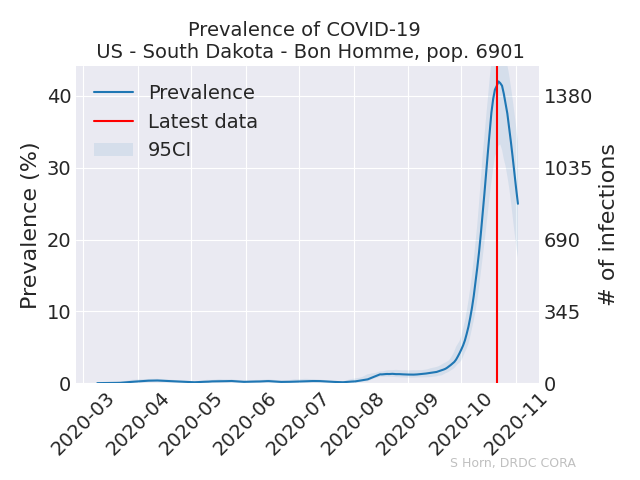 Prevalence of COVID-19
US - South Dakota - Bon Homme, pop. 6901
Prevalence
Latest data
95CI
Prevalence (%)
40
30
20
10
0
1380
1035
690
345
0
# of infections
2020-03
2020-04
2020-05
2020-06
2020-07
2020-08
2020-09
2020-10
2020-11
S Horn, DRDC CORA